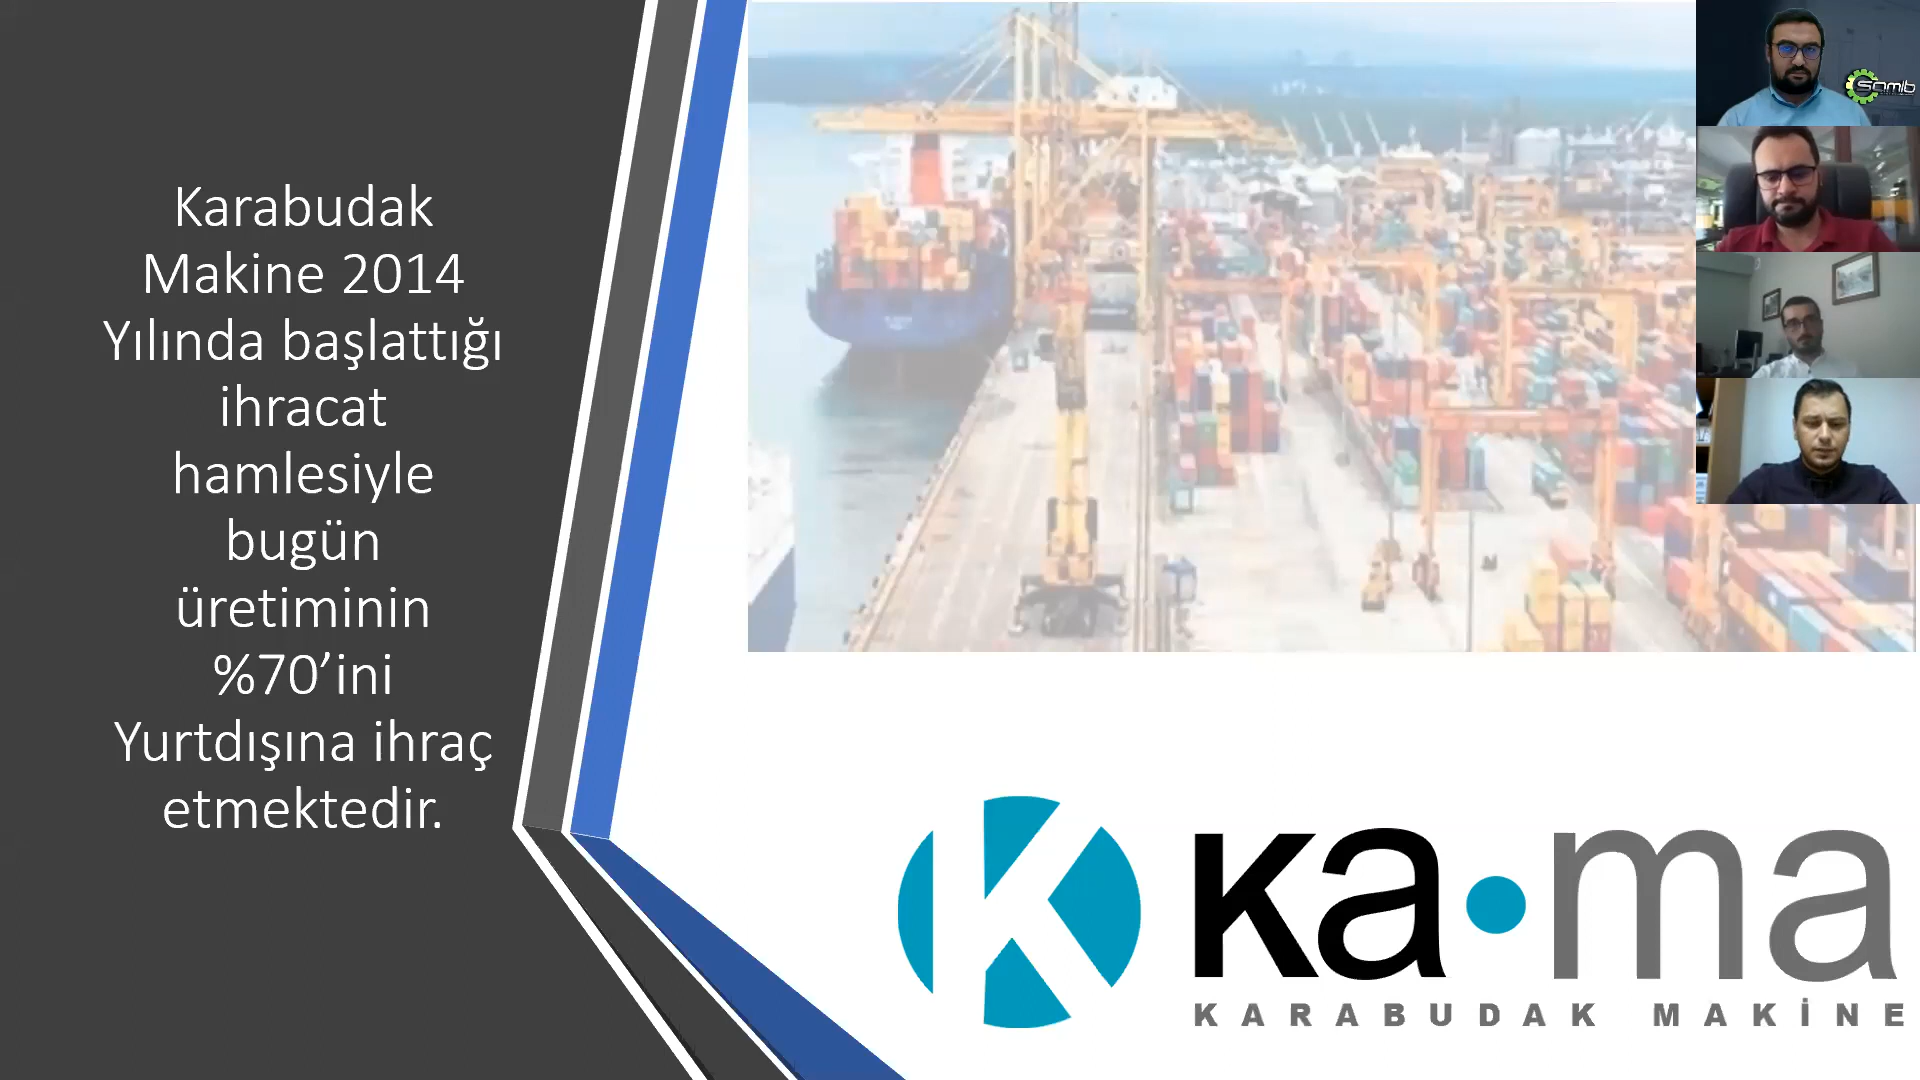 Karabudak
Makine 2014
Yılında başlattığı
ihracat
hamlesiyle
bugün
üretiminin
%70’ini
Yurtdışına ihraç
etmektedir.
Somib
ka•ma
KARABUDAK MAKİNE